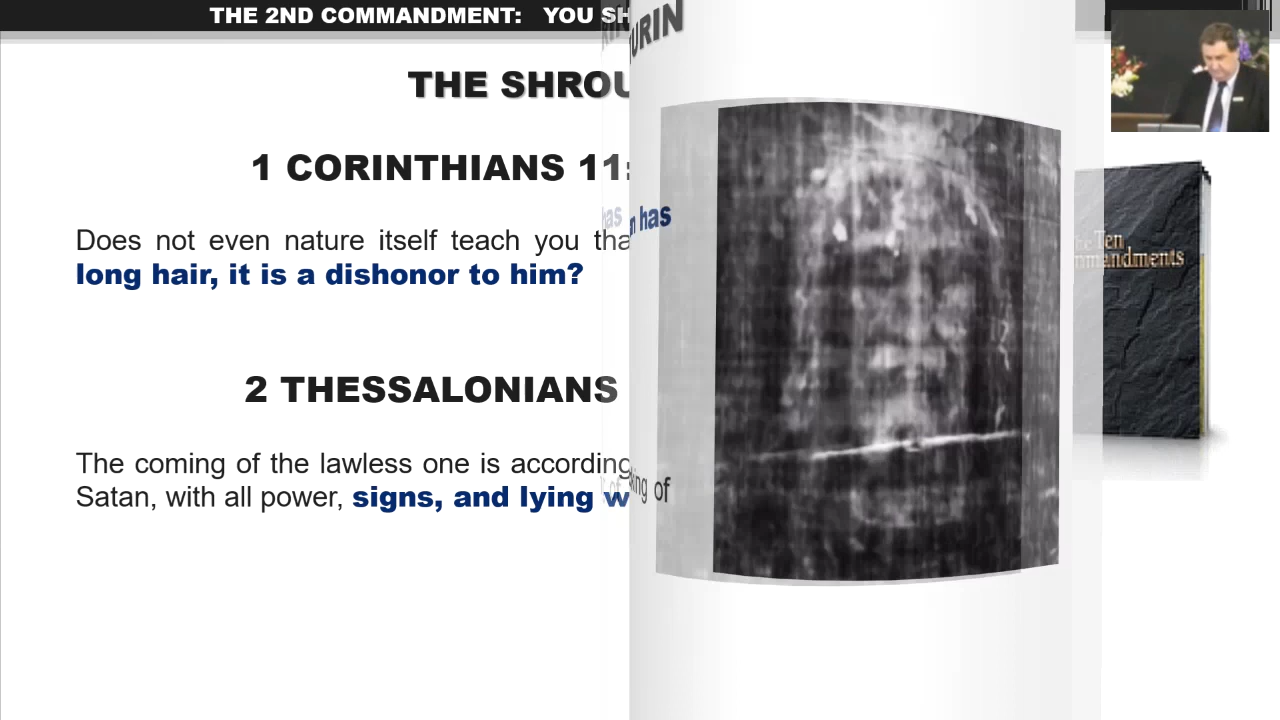 THE 2ND COMMANDMENT: YOU SH
THE SHROU
URIN
1 CORINTHIANS 11:
Does not even nature itself teach you tha
n has
long hair, it is a dishonor to him?
2 THESSALONIANS
The coming of the lawless one is according
king of
Satan, with all power, signs, and lying w
Ten
mmandments